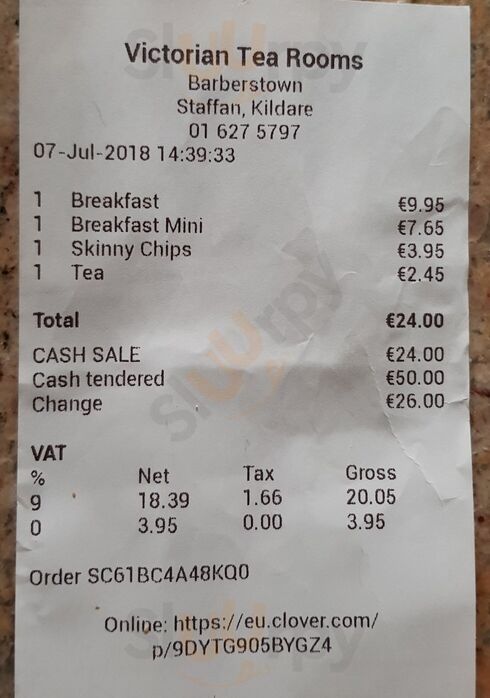 Victorian Tea Rooms
Barberstown
Staffan, Kildare
01 627 5797
07-Jul-2018 14:39:33
1 Breakfast €9.95
1 Breakfast Mini €7.65
1 Skinny Chips €3.95
1 Tea €2.45
Total €24.00
CASH SALE €24.00
Cash tendered €50.00
Change €26.00
VAT
% Net Tax Gross
9 18.39 1.66 20.05
0 3.95 0.00 3.95
Order SC61BC4A48KQ0
Online: https://eu.clover.com/
p/9DYTG905BYGZ4
Slurrpy
Slurrpy
Slurrpy